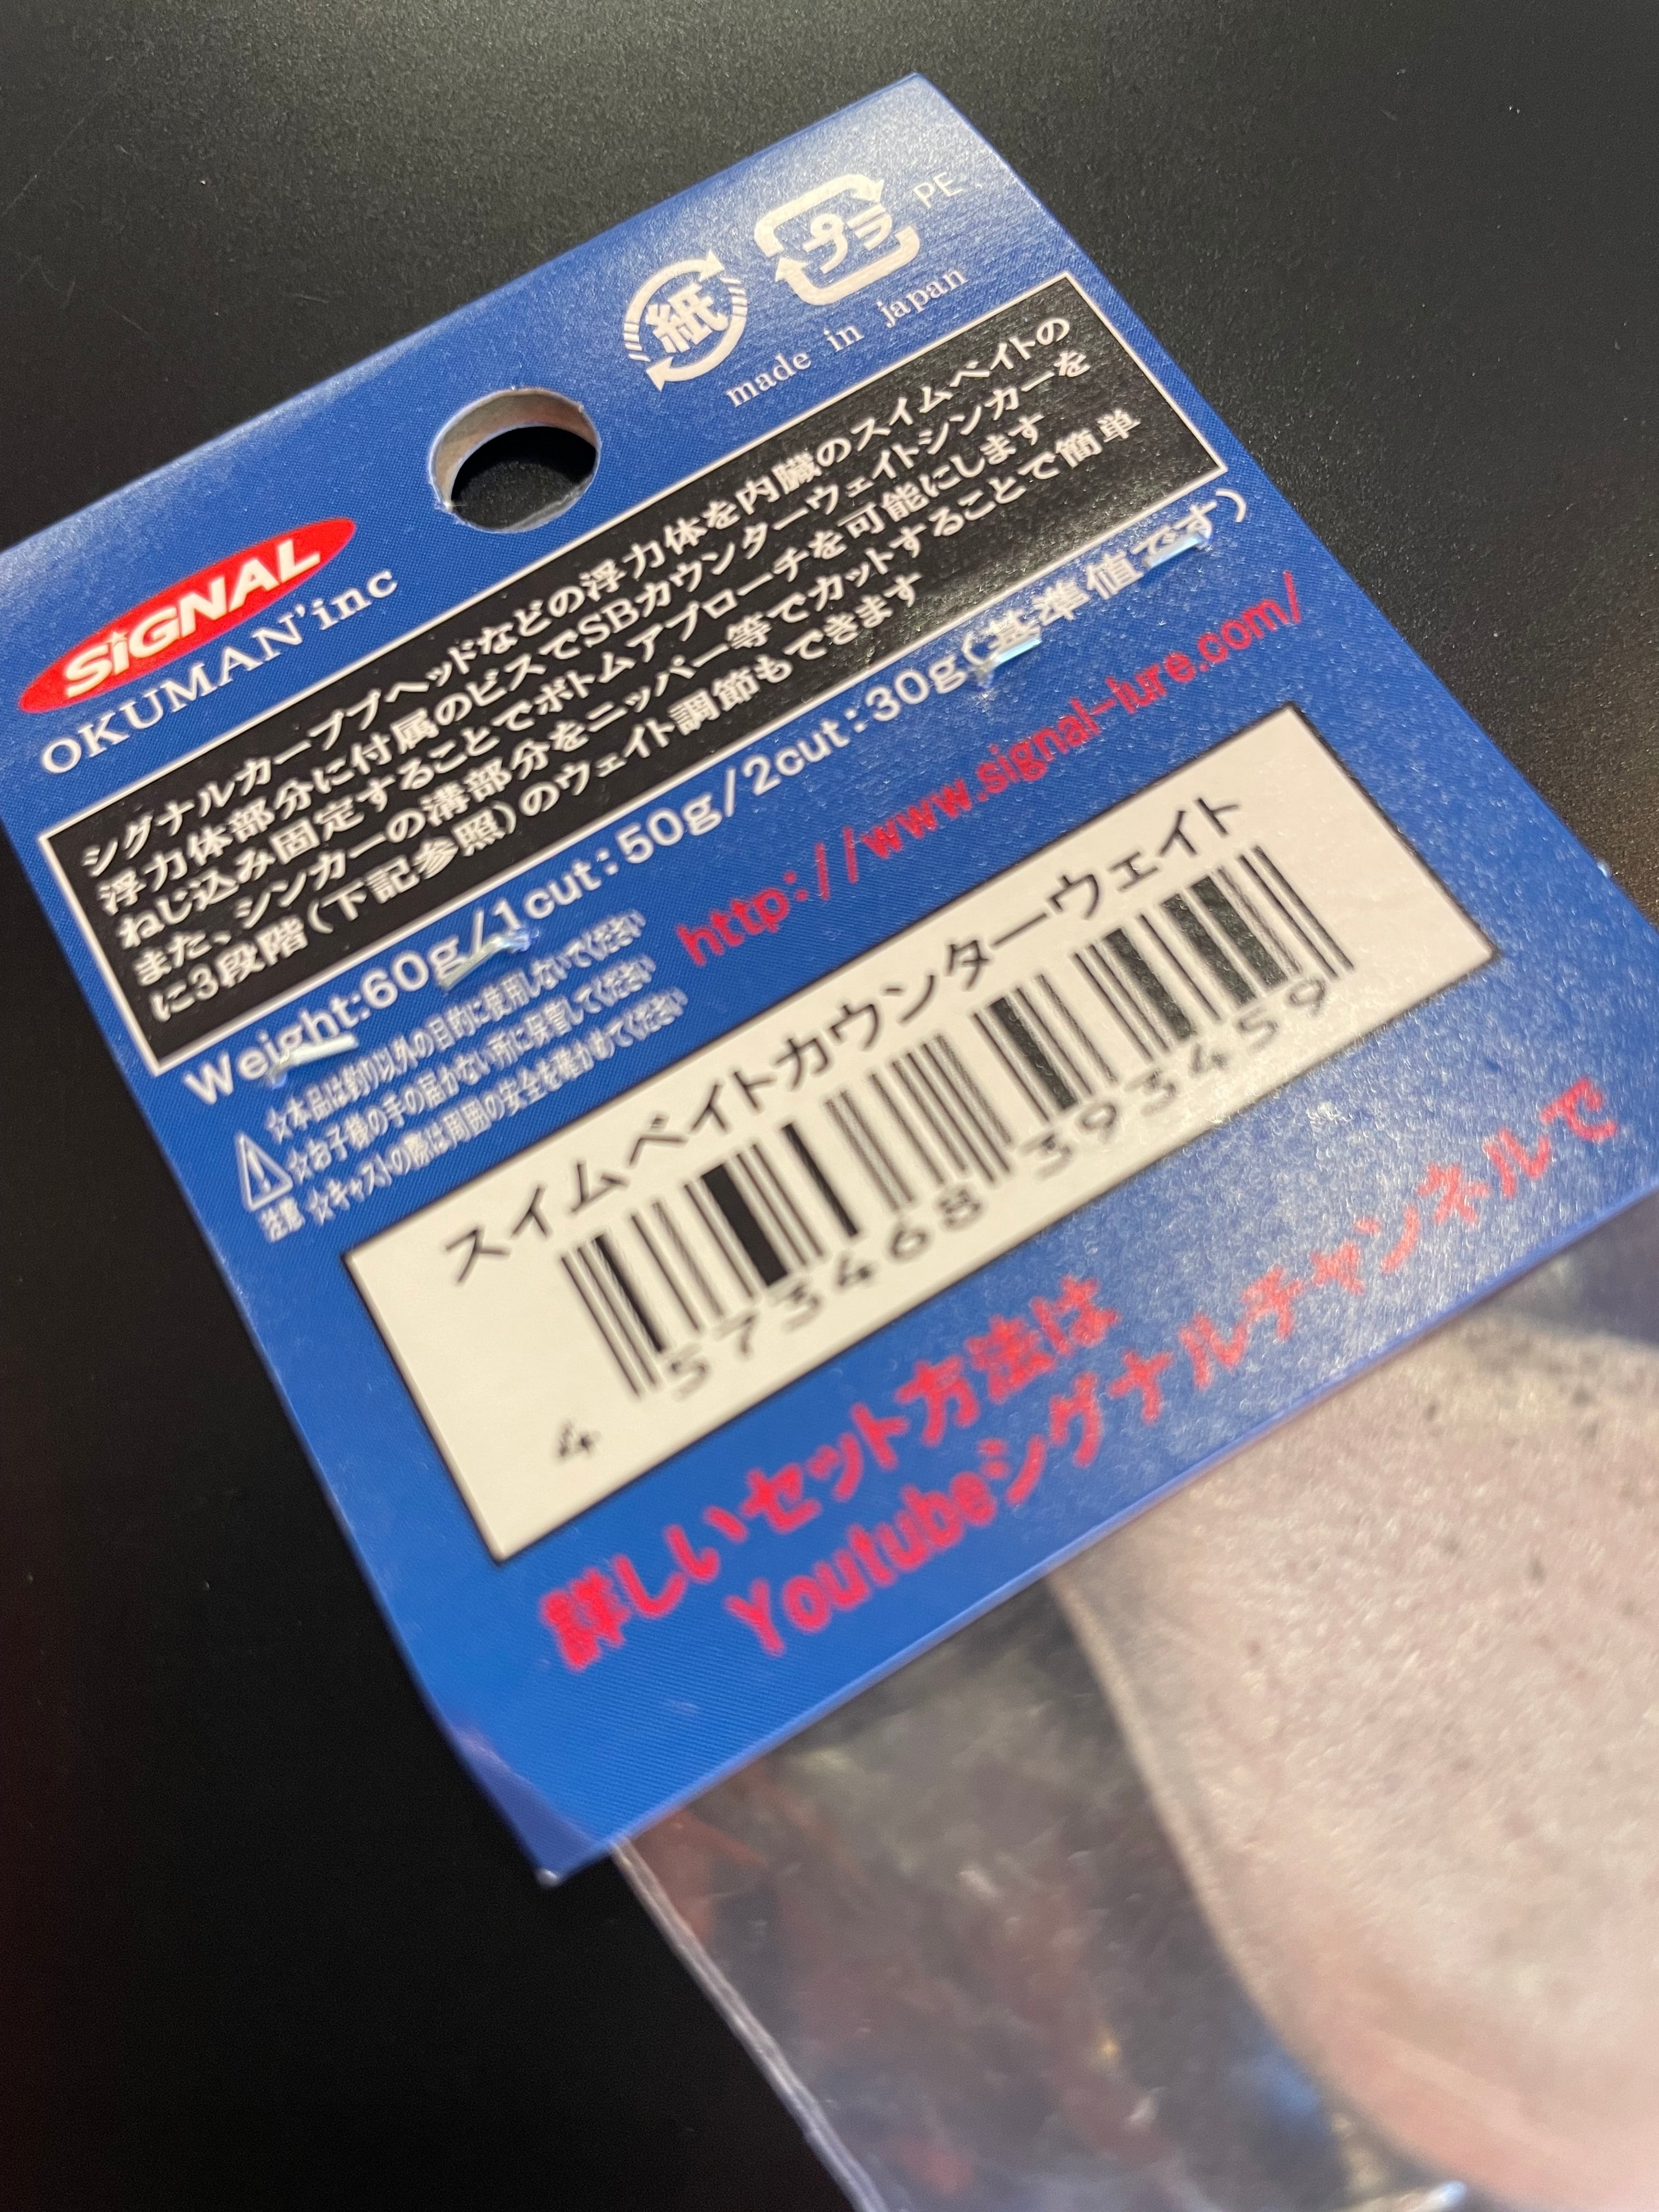 紙
プラ
PE
made in japan
SiGNAL
OKUMAN'inc
シグナルカーププヘッドなどの浮力体を内臓のスイムベイトの
浮力体部分に付属のビスでSBカウンターウェイトシンカーを
ねじ込み固定することでボトムアプローチを可能にします
また、シンカーの溝部分をニッパー等でカットすることで簡単
に3段階(下記参照)のウェイト調節もできます
Weight:60g/1cut:50g/2cut:30g(基準値です)
http://www.signal-lure.com/
☆本品は釣り以外の目的に使用しないでください
☆お子様の手の届かない所に保管してください
注意 ☆キャストの際は周囲の安全を確かめてください
スイムベイトカウンターウェイト
4 573468 393459
詳しいセット方法は
Youtubeシグナルチャンネルで